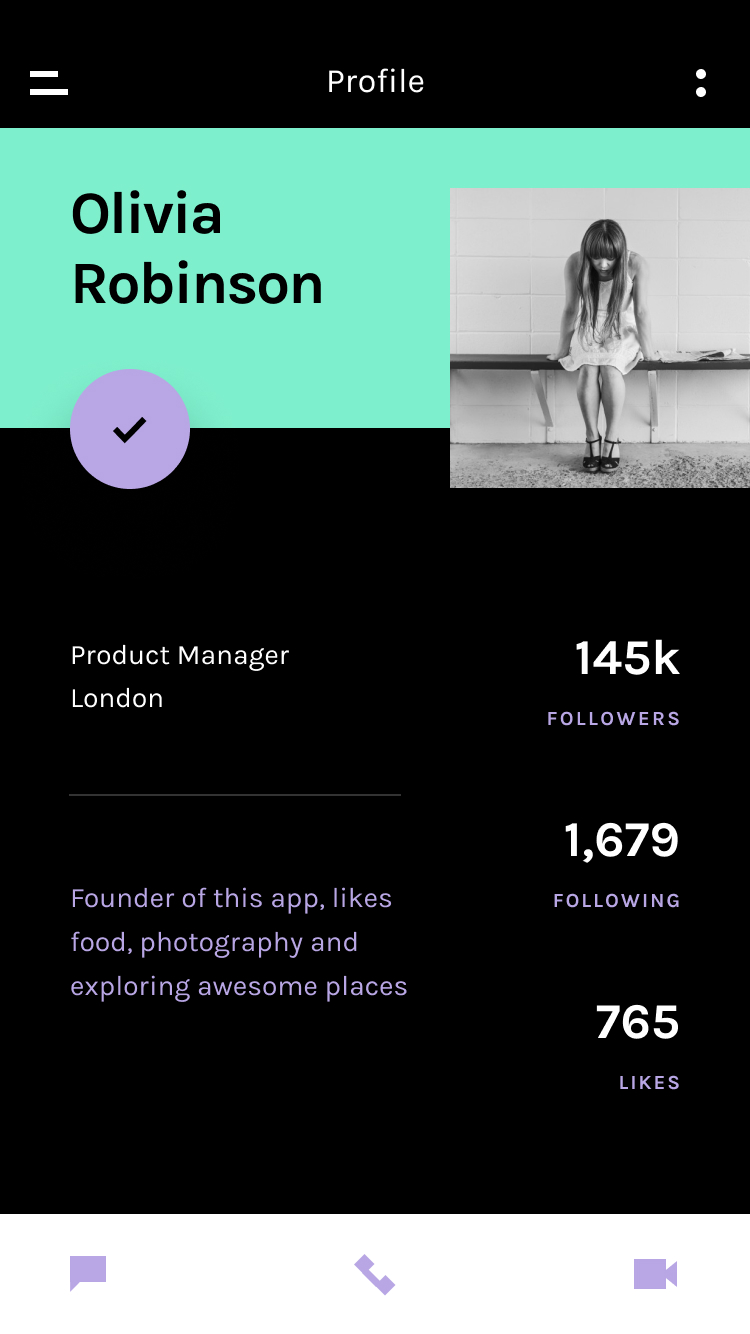 Profile
Olivia
Robinson
Product Manager
London
Founder of this app, likes
food, photography and
exploring awesome places
145k
FOLLOWERS
1,679
FOLLOWING
765
LIKES